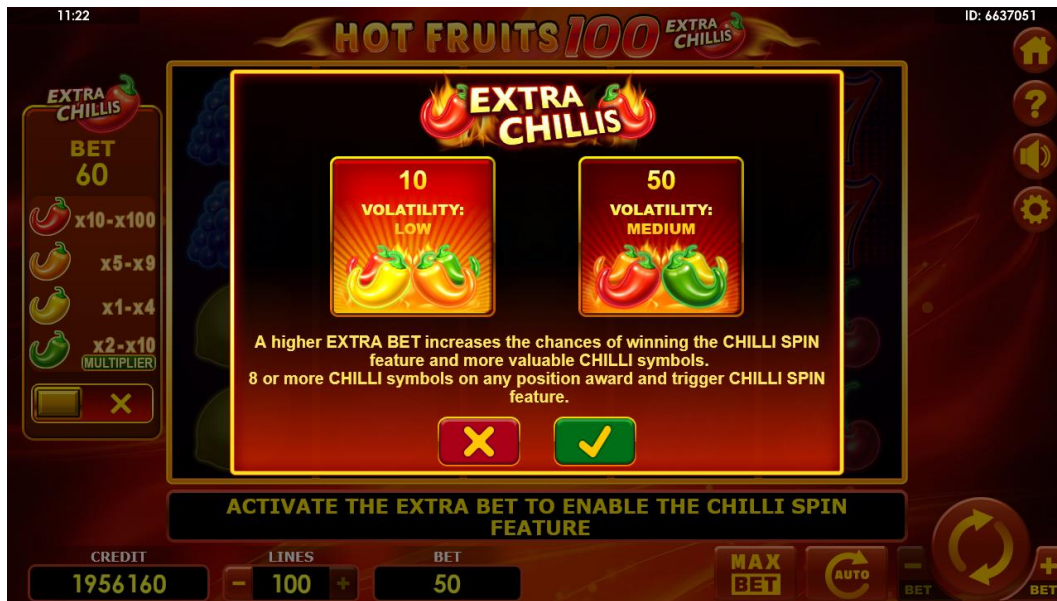 11:22
ID: 6637051
HOT FRUITS 100 EXTRA CHILLIS
EXTRA
CHILLIS
BET
60
x10-x100
x5-x9
x1-x4
x2-x10
MULTIPLIER
EXTRA
CHILLIS
10
VOLATILITY:
LOW
50
VOLATILITY:
MEDIUM
A higher EXTRA BET increases the chances of winning the CHILLI SPIN
feature and more valuable CHILLI symbols.
8 or more CHILLI symbols on any position award and trigger CHILLI SPIN
feature.
ACTIVATE THE EXTRA BET TO ENABLE THE CHILLI SPIN
FEATURE
CREDIT
1956160
LINES
- 100 +
BET
50
MAX
BET
AUTO
-
BET
+
BET